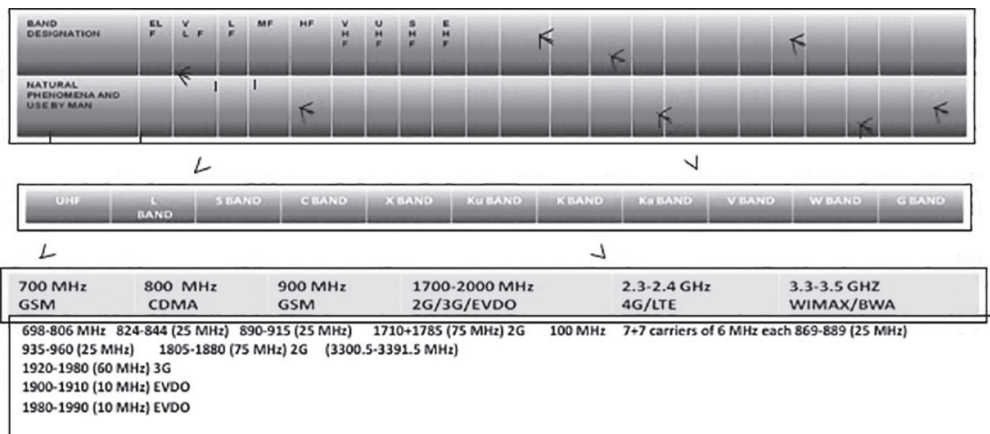 BAND DESIGNATION EL F V L F L F MF HF V H F U H F S H F E H F
NATURAL PHENOMENA AND USE BY MAN
UHF L BAND S BAND C BAND X BAND Ku BAND K BAND Ka BAND V BAND W BAND G BAND
700 MHz 800 MHz 900 MHz 1700-2000 MHz 2.3-2.4 GHz 3.3-3.5 GHZ
GSM CDMA GSM 2G/3G/EVDO 4G/LTE WIMAX/BWA
698-806 MHz 824-844 (25 MHz) 890-915 (25 MHz) 1710+1785 (75 MHz) 2G 100 MHz 7+7 carriers of 6 MHz each 869-889 (25 MHz)
935-960 (25 MHz) 1805-1880 (75 MHz) 2G (3300.5-3391.5 MHz)
1920-1980 (60 MHz) 3G
1900-1910 (10 MHz) EVDO
1980-1990 (10 MHz) EVDO